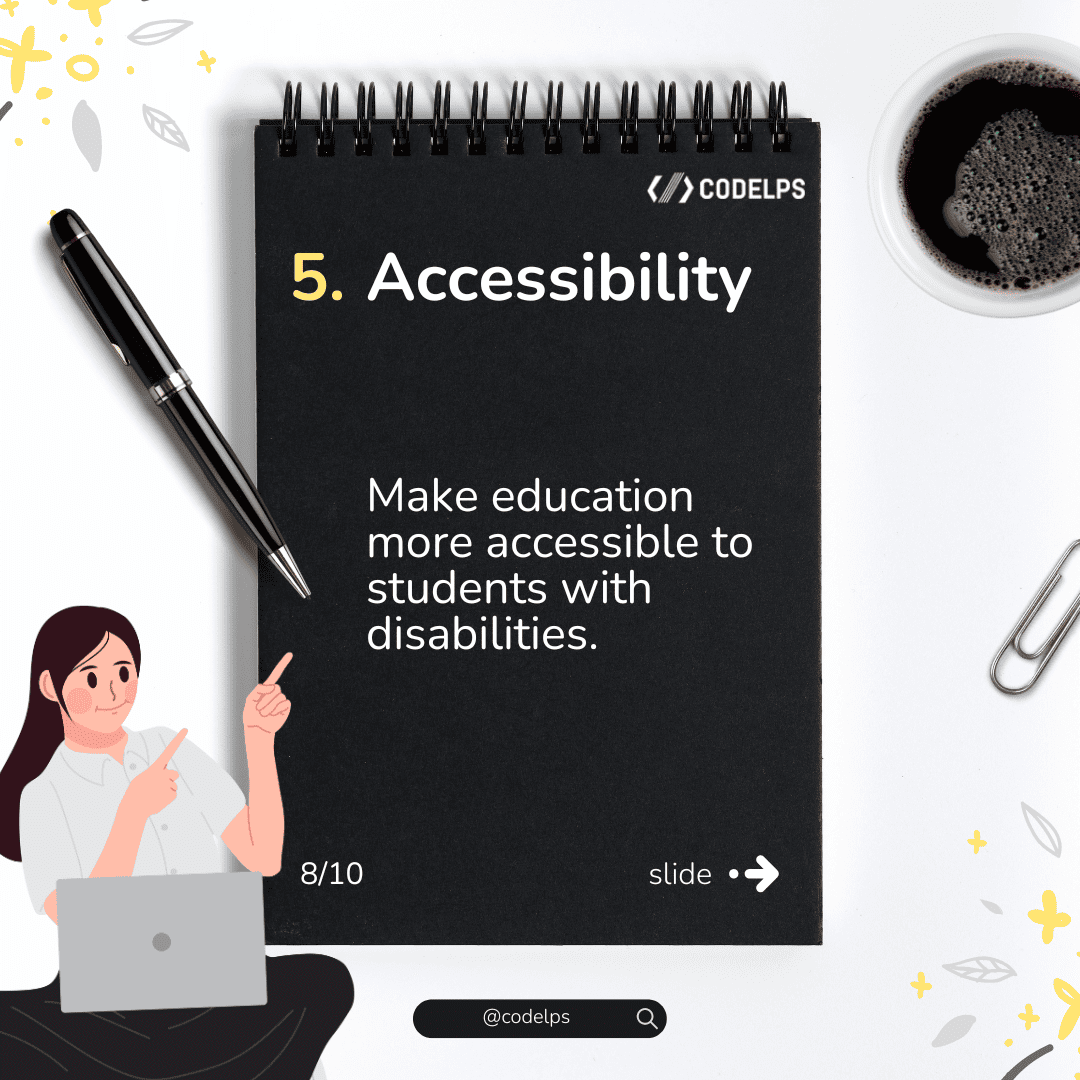 CODELPS
5. Accessibility
Make education
more accessible to
students with
disabilities.
8/10
slide
@codelps